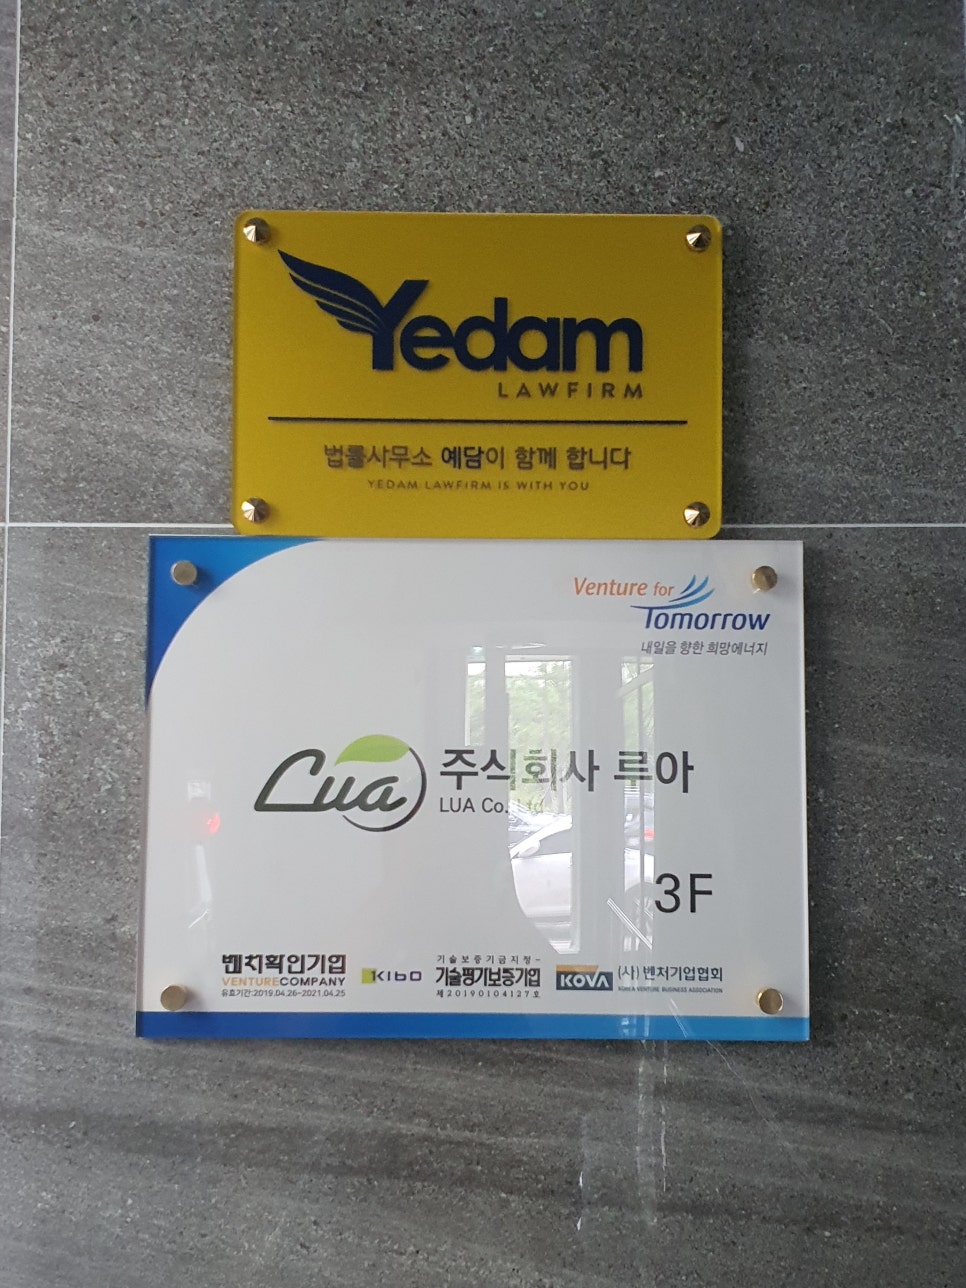 Yedam
LAWFIRM
법률사무소 예담이 함께 합니다
YEDAM LAWFIRM IS WITH YOU
Venture for
Tomorrow
내일을 향한 희망에너지
Lua
주식회사 루아
LUA Co. Ltd
3F
벤처확인기업
VENTURECOMPANY
유효기간:2019.04.26~2021.04.25
KIBO
기술보증기금지정-
기술평가보증기업
제20190104127호
KOVA
(사)벤처기업협회
KOREA VENTURE BUSINESS ASSOCIATION